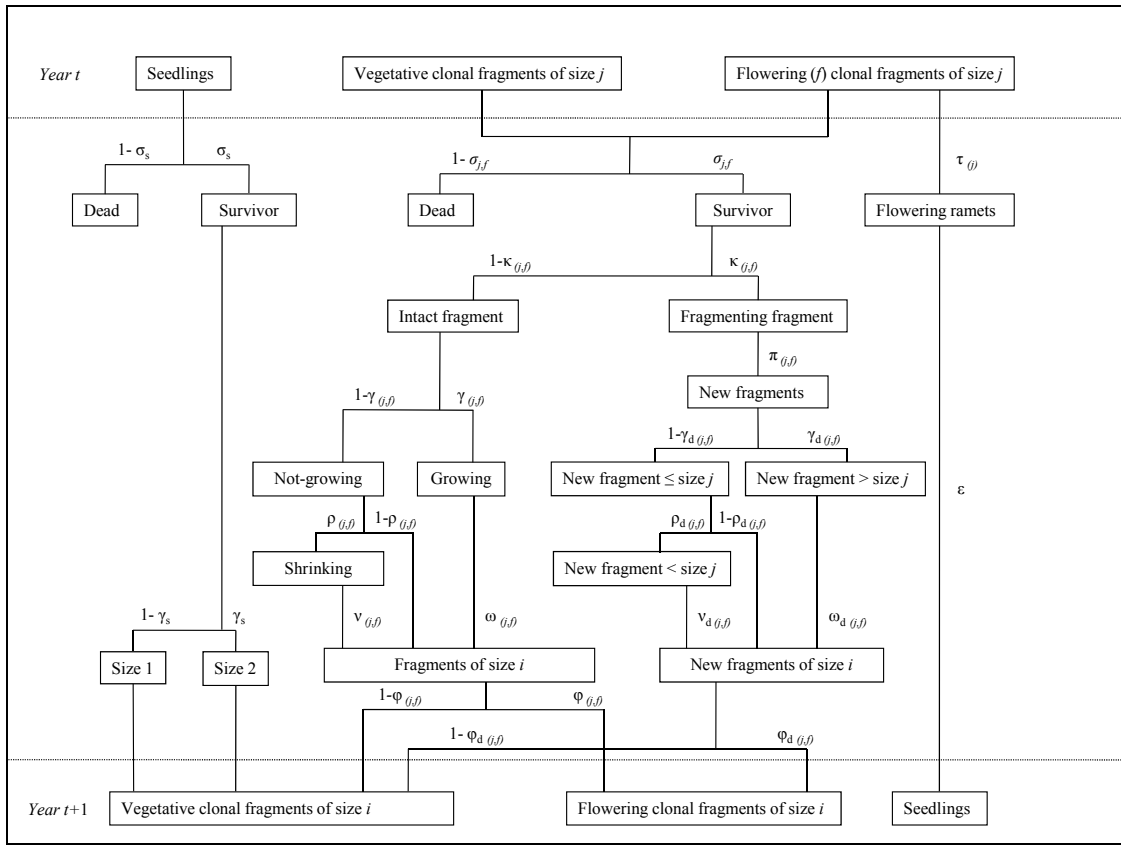 Year t
Seedlings
Vegetative clonal fragments of size j
Flowering (f) clonal fragments of size j
1- σs
σs
1- σj,f
σj,f
τ (j)
Dead
Survivor
Dead
Survivor
Flowering ramets
1-κ (j,f)
κ (j,f)
Intact fragment
Fragmenting fragment
π (j,f)
New fragments
1-γ (j,f)
γ (j,f)
1-γd (j,f)
γd (j,f)
Not-growing
Growing
New fragment ≤ size j
New fragment > size j
ε
ρ (j,f)
1-ρ (j,f)
ρd (j,f)
1-ρd (j,f)
Shrinking
New fragment < size j
1- γs
γs
ν (j,f)
ω (j,f)
νd (j,f)
ωd (j,f)
Size 1
Size 2
Fragments of size i
New fragments of size i
1-φ (j,f)
φ (j,f)
1- φd (j,f)
φd (j,f)
Year t+1
Vegetative clonal fragments of size i
Flowering clonal fragments of size i
Seedlings